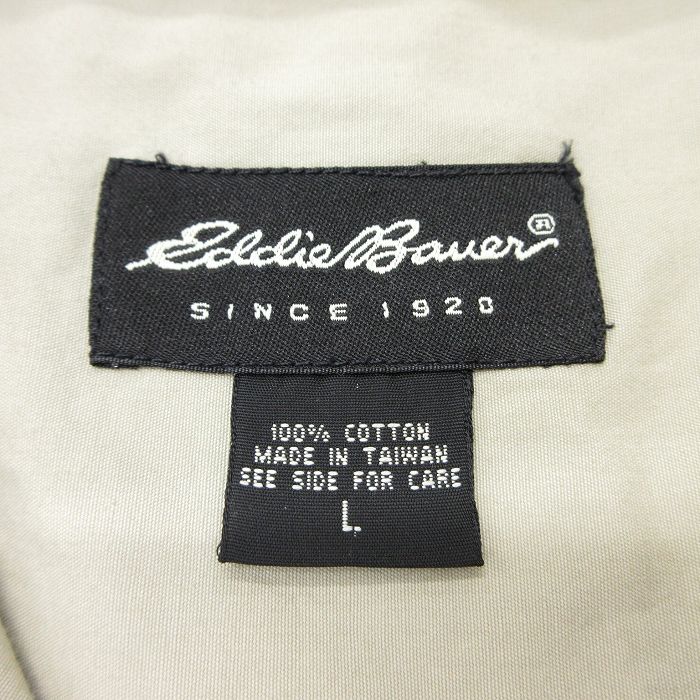 Eddie Bauer®
SINCE 1920
100% COTTON
MADE IN TAIWAN
SEE SIDE FOR CARE
L